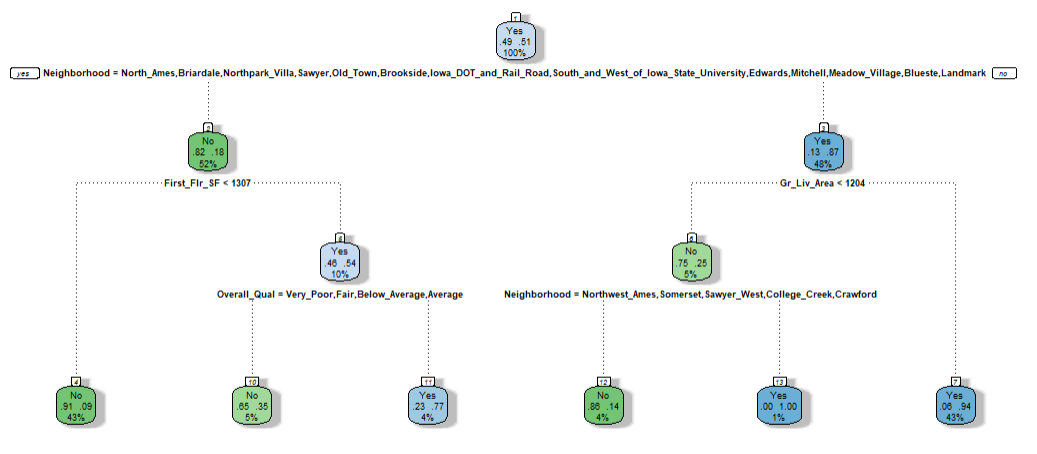 1
Yes
.49 .51
100%
yes Neighborhood = North_Ames,Briardale,Northpark_Villa,Sawyer,Old_Town,Brookside,Iowa_DOT_and_Rail_Road,South_and_West_of_Iowa_State_University,Edwards,Mitchell,Meadow_Village,Blueste,Landmark no
2
No
.82 .18
52%
3
Yes
.13 .87
48%
First_Flr_SF < 1307
Gr_Liv_Area < 1204
5
Yes
.46 .54
10%
6
No
.75 .25
5%
Overall_Qual = Very_Poor,Fair,Below_Average,Average
Neighborhood = Northwest_Ames,Somerset,Sawyer_West,College_Creek,Crawford
4
No
.91 .09
43%
10
No
.65 .35
5%
11
Yes
.23 .77
4%
12
No
.86 .14
4%
13
Yes
.00 1.00
1%
7
Yes
.06 .94
43%